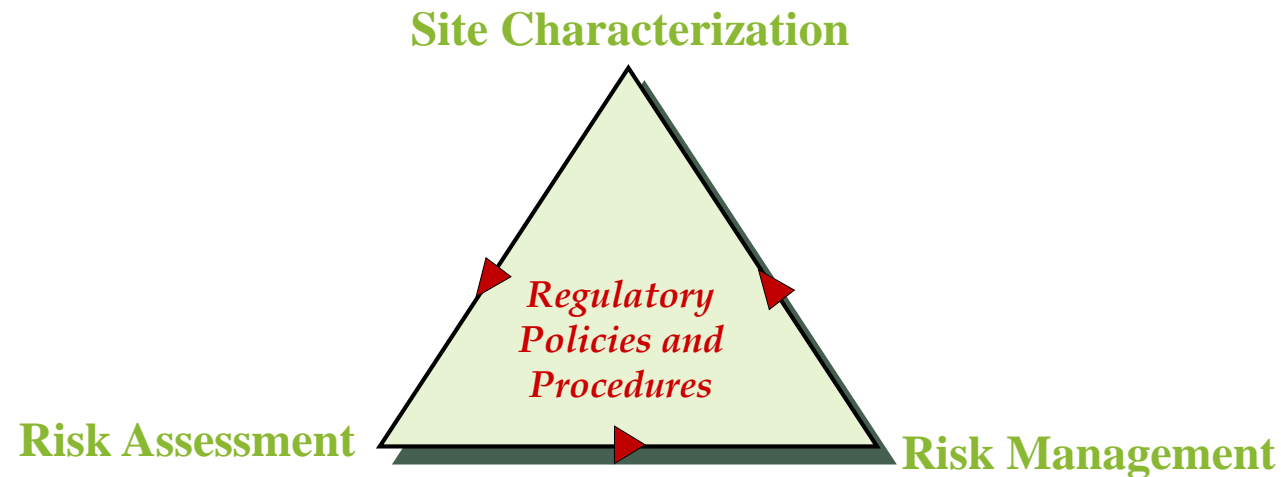 Site Characterization
Regulatory
Policies and
Procedures
Risk Assessment
Risk Management